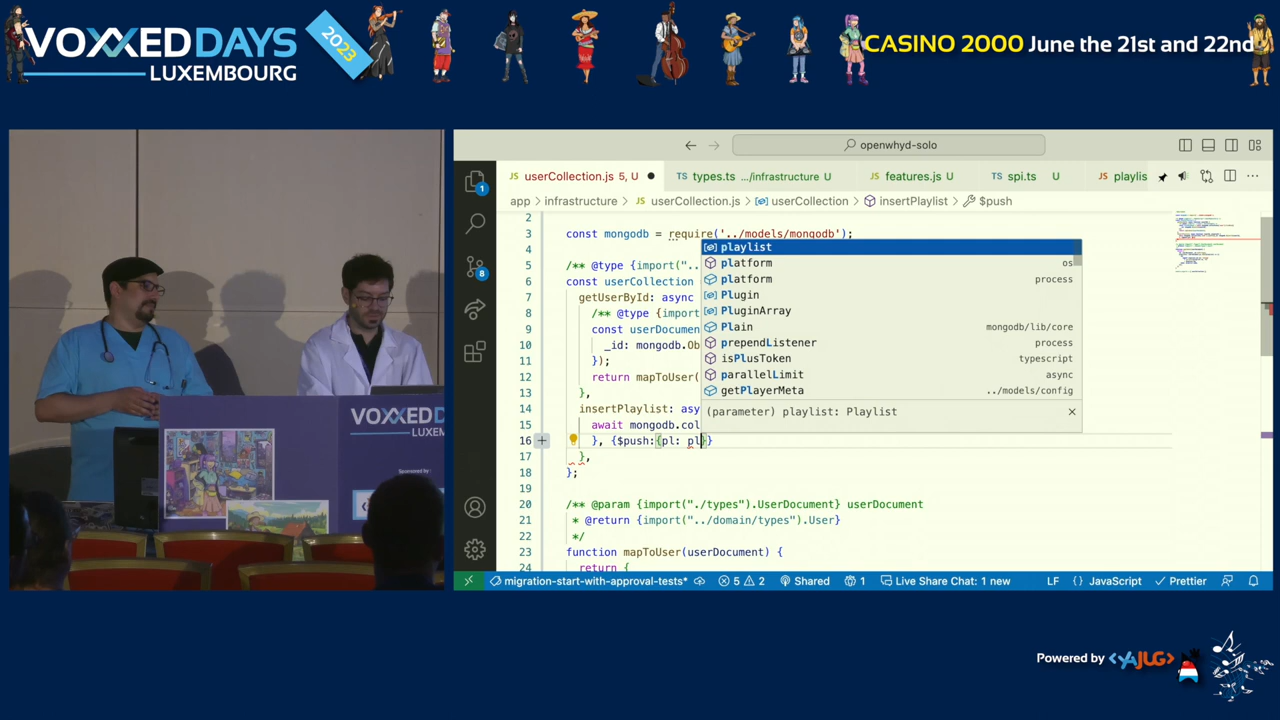 VOXXEDDAYS
LUXEMBOURG
2023
CASINO 2000 June the 21st and 22nd
openwhyd-solo
userCollection.js 5, U
types.ts .../infrastructure U
features.js U
spi.ts U
playlis
app > infrastructure > userCollection.js > userCollection > insertPlaylist > $push
2
3 const mongodb = require('../models/mongodb');
4
5 /** @type {import("..
6 const userCollection
7 getUserById: async
8 /** @type {import
9 const userDocument
10 _id: mongodb.Ob
11 });
12 return mapToUser(
13 },
14 insertPlaylist: asy
15 await mongodb.col
16 }, {$push:{pl: pl}}
17 },
18 };
19
20 /** @param {import("./types").UserDocument} userDocument
21 * @return {import("../domain/types").User}
22 */
23 function mapToUser(userDocument) {
24 return {
playlist
platform os
platform process
Plugin
PluginArray
Plain mongodb/lib/core
prependListener process
isPlusToken typescript
parallelLimit async
getPlayerMeta ../models/config
(parameter) playlist: Playlist
1
8
migration-start-with-approval-tests* 5 2 Shared 1 Live Share Chat: 1 new LF { } JavaScript Prettier
VOXXED
LUXEM
Sponsored by
Powered by <YAJUG>